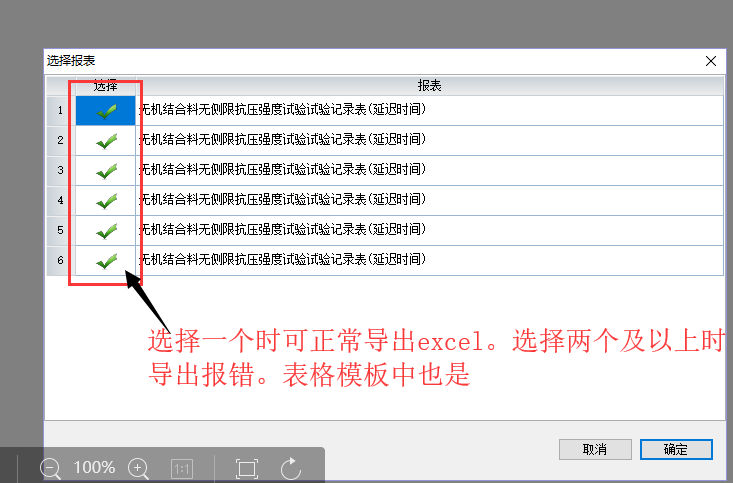 选择报表
选择 报表
1 无机结合料无侧限抗压强度试验试验记录表(延迟时间)
2 无机结合料无侧限抗压强度试验试验记录表(延迟时间)
3 无机结合料无侧限抗压强度试验试验记录表(延迟时间)
4 无机结合料无侧限抗压强度试验试验记录表(延迟时间)
5 无机结合料无侧限抗压强度试验试验记录表(延迟时间)
6 无机结合料无侧限抗压强度试验试验记录表(延迟时间)
选择一个时可正常导出excel。选择两个及以上时
导出报错。表格模板中也是
取消 确定
100% 1:1